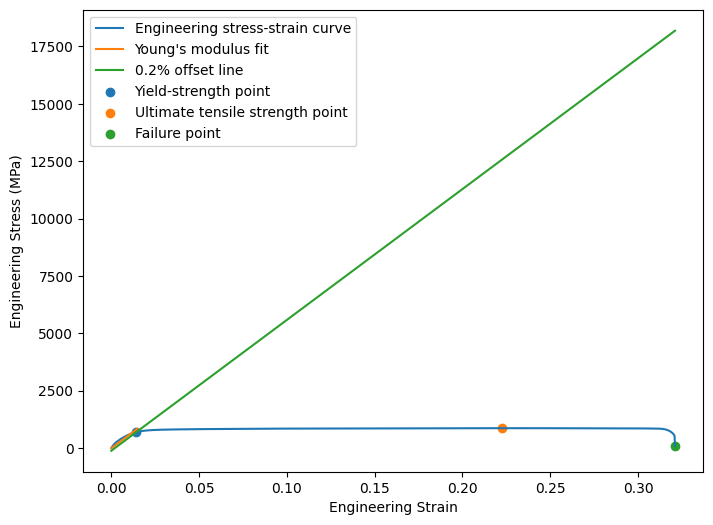 Engineering stress-strain curve
Young's modulus fit
0.2% offset line
Yield-strength point
Ultimate tensile strength point
Failure point
17500
15000
12500
10000
7500
5000
2500
0
Engineering Stress (MPa)
0.00 0.05 0.10 0.15 0.20 0.25 0.30
Engineering Strain